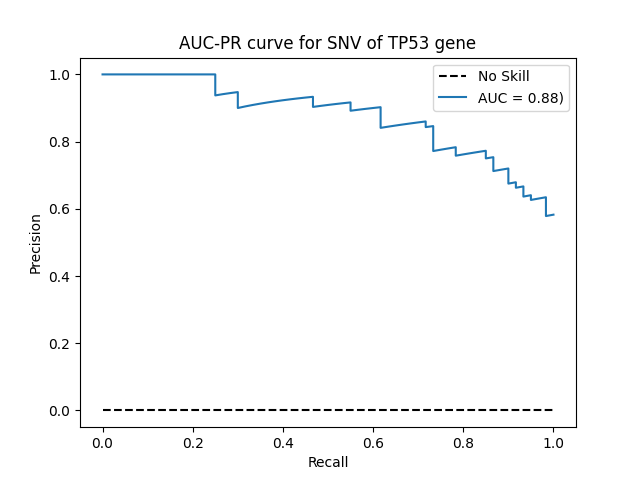 AUC-PR curve for SNV of TP53 gene
No Skill
AUC = 0.88)
Precision
1.0
0.8
0.6
0.4
0.2
0.0
0.0 0.2 0.4 0.6 0.8 1.0
Recall